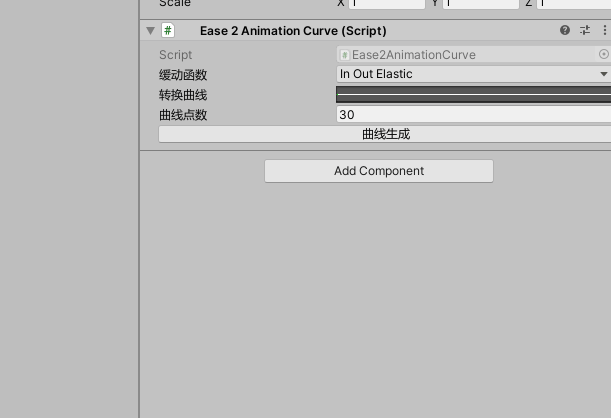 Scale X 1 Y 1 Z 1
Ease 2 Animation Curve (Script)
Script Ease2AnimationCurve
缓动函数 In Out Elastic
转换曲线
曲线点数 30
曲线生成
Add Component